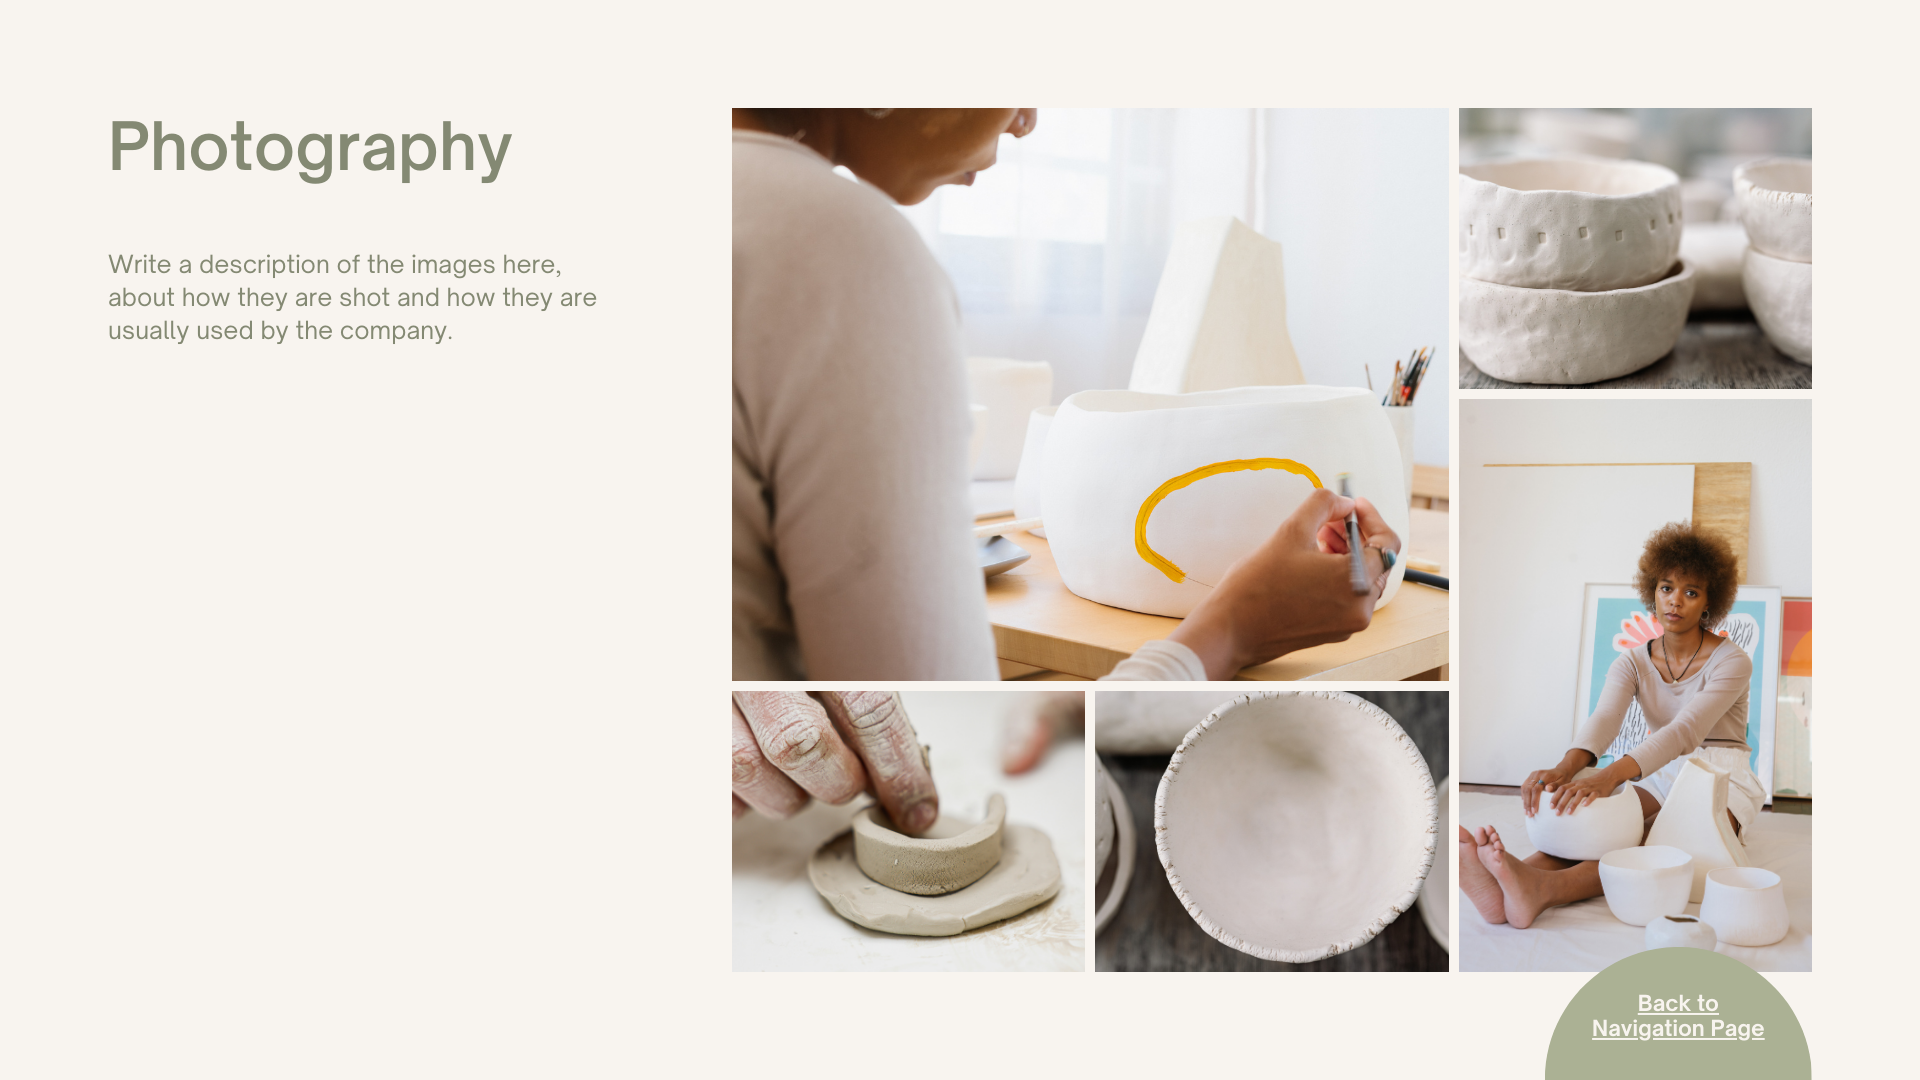 Photography
Write a description of the images here,
about how they are shot and how they are
usually used by the company.
Back to
Navigation Page